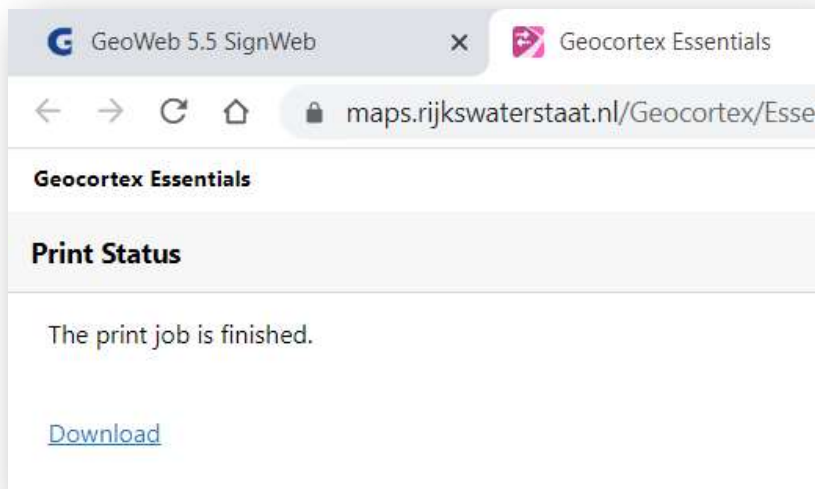 GeoWeb 5.5 SignWeb
Geocortex Essentials
maps.rijkswaterstaat.nl/Geocortex/Esse
Geocortex Essentials
Print Status
The print job is finished.
Download